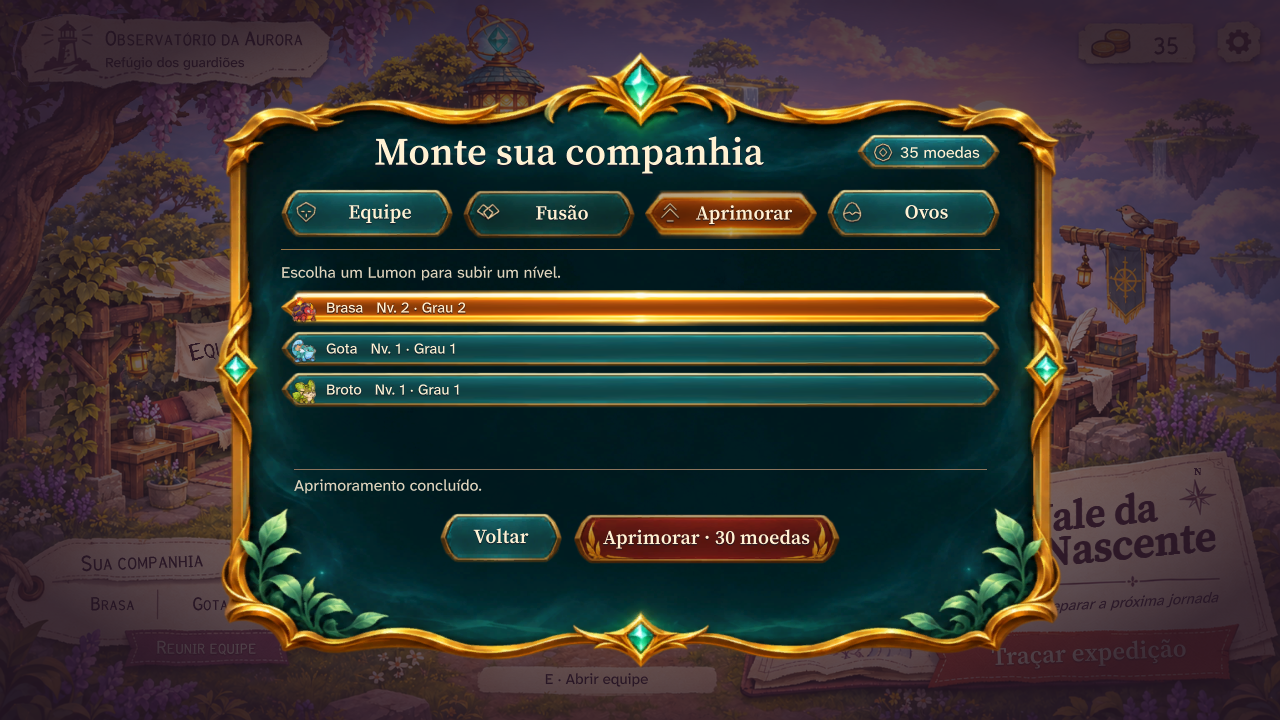 Observatório da Aurora
Refúgio dos guardiões
35
Monte sua companhia
35 moedas
Equipe
Fusão
Aprimorar
Ovos
Escolha um Lumon para subir um nível.
Brasa Nv. 2 · Grau 2
Gota Nv. 1 · Grau 1
Broto Nv. 1 · Grau 1
Aprimoramento concluído.
Voltar
Aprimorar · 30 moedas
Sua companhia
Brasa
Gota
Reunir equipe
E · Abrir equipe
N
Vale da
Nascente
a próxima jornada
Traçar expedição